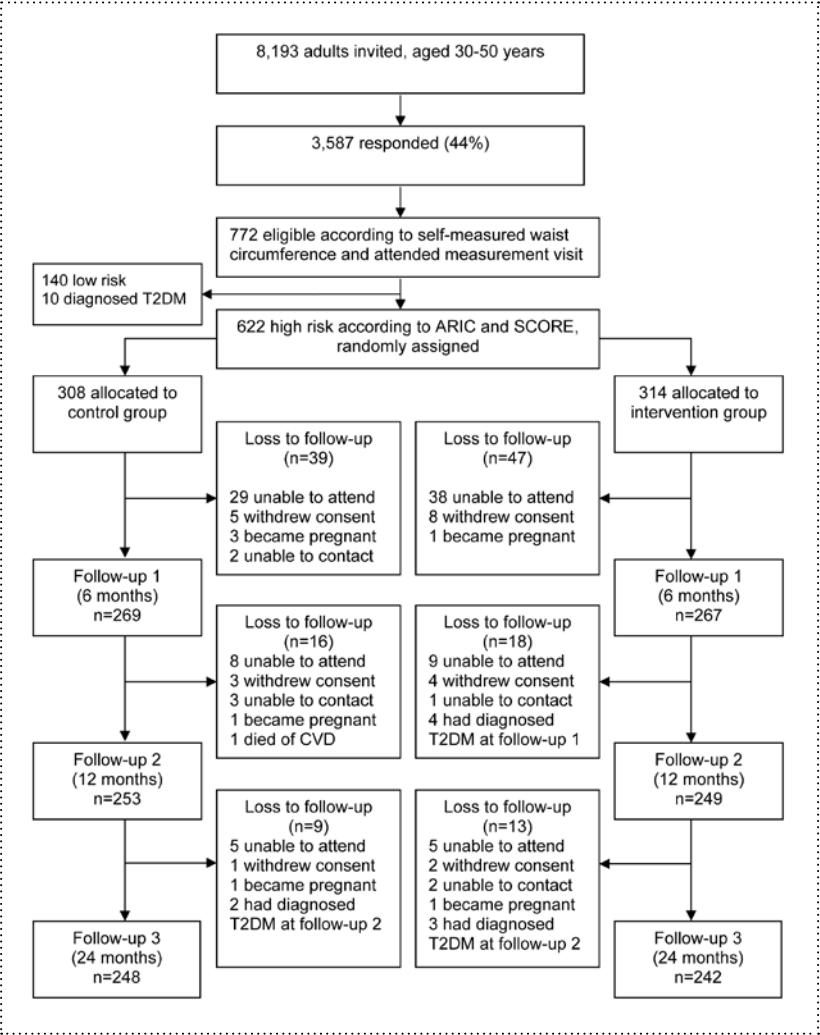 8,193 adults invited, aged 30-50 years
3,587 responded (44%)
772 eligible according to self-measured waist
circumference and attended measurement visit
140 low risk
10 diagnosed T2DM
622 high risk according to ARIC and SCORE,
randomly assigned
308 allocated to
control group
314 allocated to
intervention group
Loss to follow-up
(n=39)
29 unable to attend
5 withdrew consent
3 became pregnant
2 unable to contact
Loss to follow-up
(n=47)
38 unable to attend
8 withdrew consent
1 became pregnant
Follow-up 1
(6 months)
n=269
Follow-up 1
(6 months)
n=267
Loss to follow-up
(n=16)
8 unable to attend
3 withdrew consent
3 unable to contact
1 became pregnant
1 died of CVD
Loss to follow-up
(n=18)
9 unable to attend
4 withdrew consent
1 unable to contact
4 had diagnosed
T2DM at follow-up 1
Follow-up 2
(12 months)
n=253
Follow-up 2
(12 months)
n=249
Loss to follow-up
(n=9)
5 unable to attend
1 withdrew consent
1 became pregnant
2 had diagnosed
T2DM at follow-up 2
Loss to follow-up
(n=13)
5 unable to attend
2 withdrew consent
2 unable to contact
1 became pregnant
3 had diagnosed
T2DM at follow-up 2
Follow-up 3
(24 months)
n=248
Follow-up 3
(24 months)
n=242